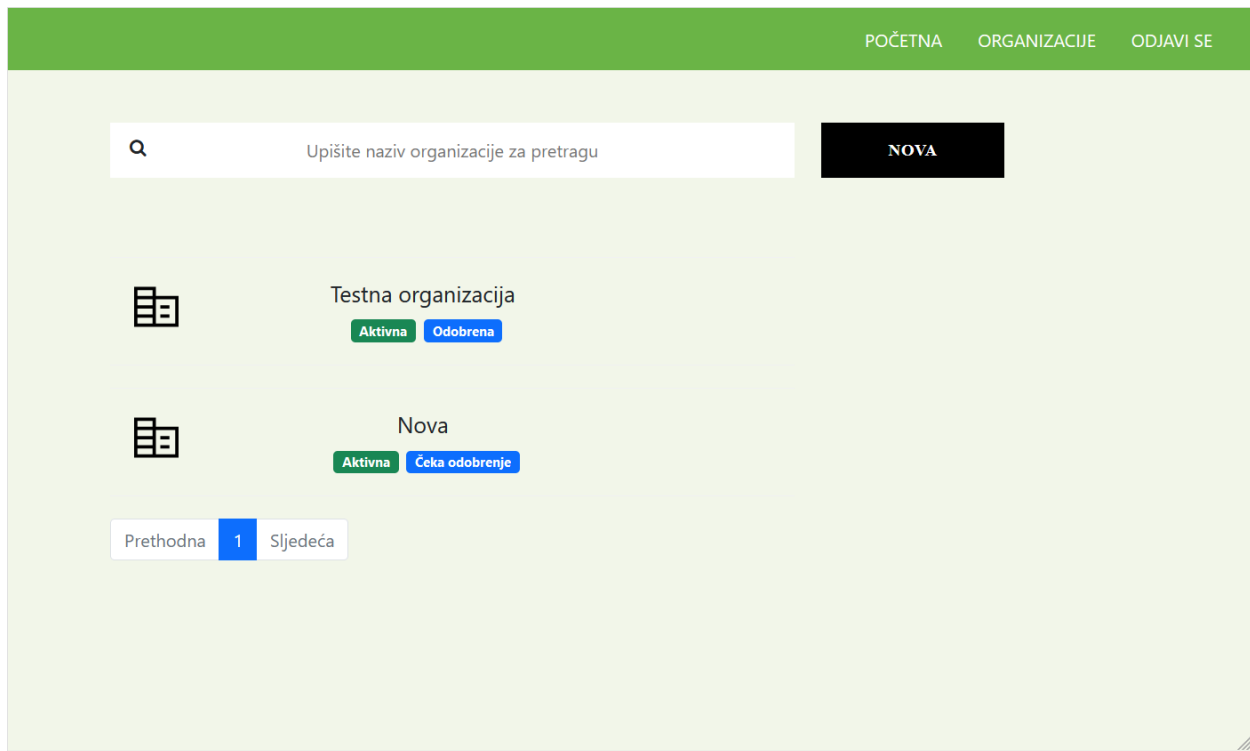 POČETNA ORGANIZACIJE ODJAVI SE
Upišite naziv organizacije za pretragu NOVA
Testna organizacija
Aktivna Odobrena
Nova
Aktivna Čeka odobrenje
Prethodna 1 Sljedeća